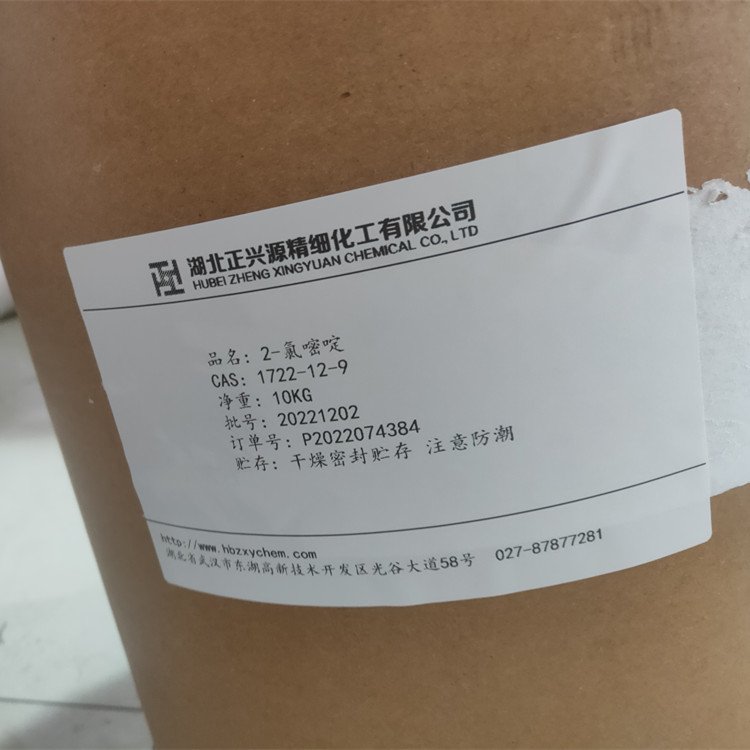 湖北正兴源精细化工有限公司
HUBEI ZHENG XINGYUAN CHEMICAL CO., LTD
品名: 2-氯嘧啶
CAS: 1722-12-9
净重: 10KG
批号: 20221202
订单号: P2022074384
贮存: 干燥密封贮存 注意防潮
http://www.hbzxychem.com
湖北省武汉市东湖高新技术开发区光谷大道58号 027-87877281